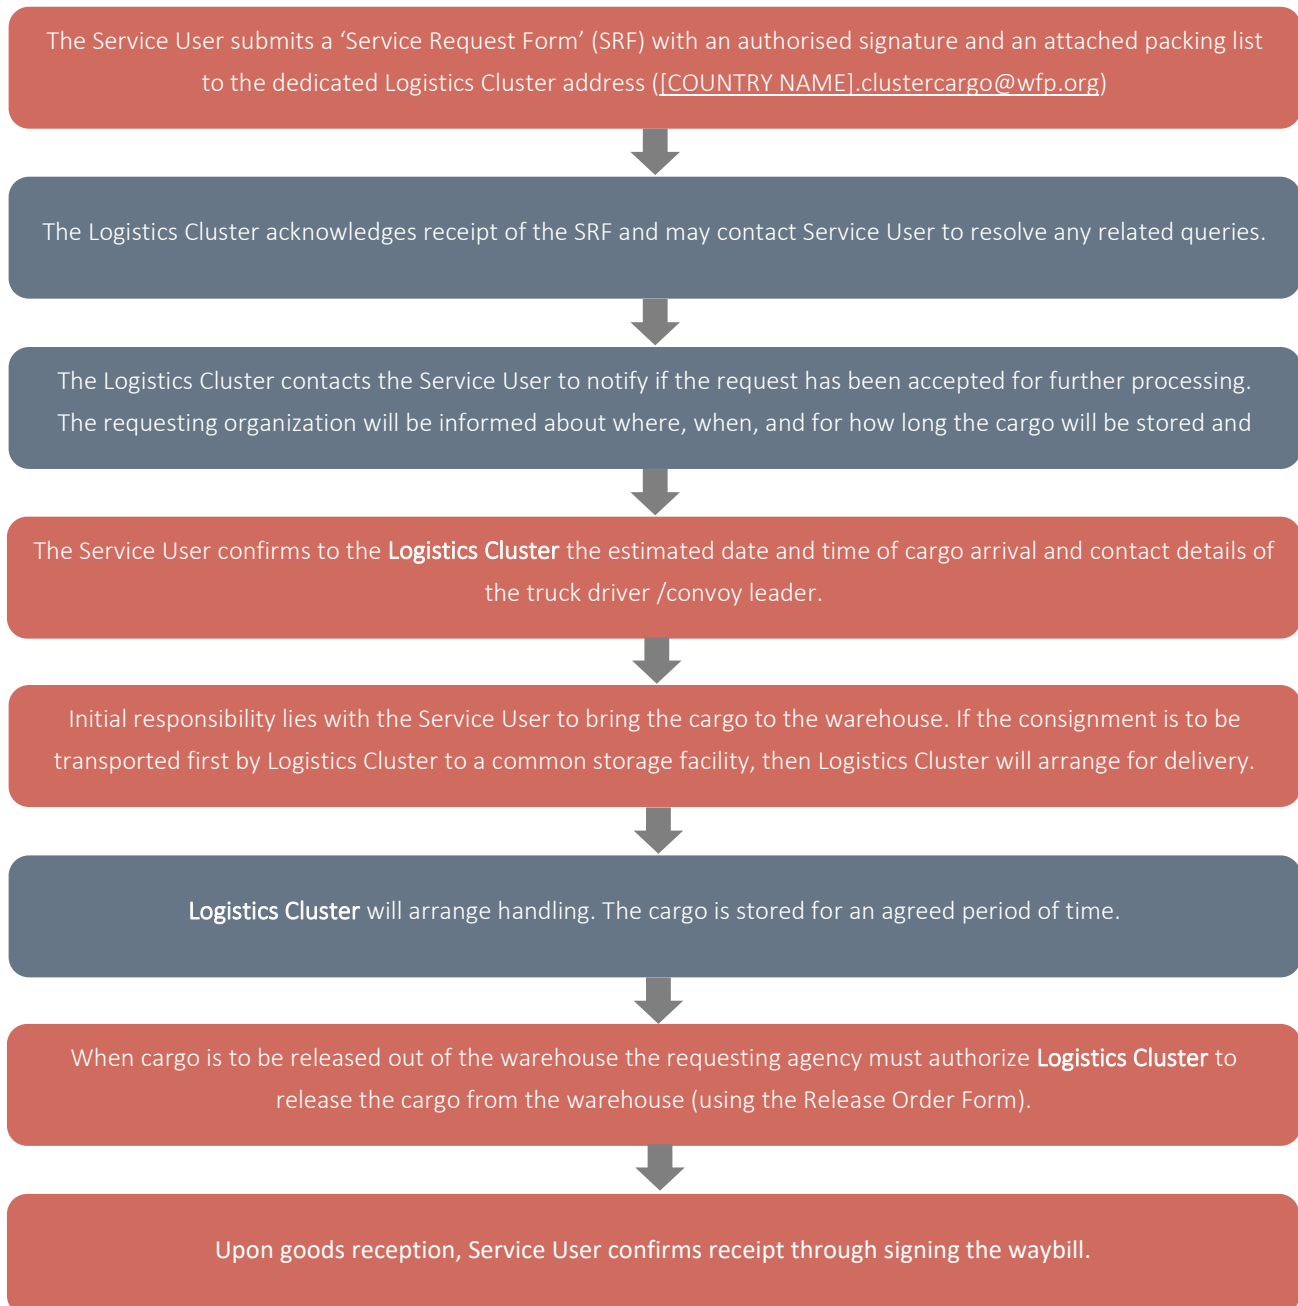 The Service User submits a ‘Service Request Form’ (SRF) with an authorised signature and an attached packing list
to the dedicated Logistics Cluster address ([COUNTRY NAME].clustercargo@wfp.org)
The Logistics Cluster acknowledges receipt of the SRF and may contact Service User to resolve any related queries.
The Logistics Cluster contacts the Service User to notify if the request has been accepted for further processing.
The requesting organization will be informed about where, when, and for how long the cargo will be stored and
The Service User confirms to the Logistics Cluster the estimated date and time of cargo arrival and contact details of
the truck driver /convoy leader.
Initial responsibility lies with the Service User to bring the cargo to the warehouse. If the consignment is to be
transported first by Logistics Cluster to a common storage facility, then Logistics Cluster will arrange for delivery.
Logistics Cluster will arrange handling. The cargo is stored for an agreed period of time.
When cargo is to be released out of the warehouse the requesting agency must authorize Logistics Cluster to
release the cargo from the warehouse (using the Release Order Form).
Upon goods reception, Service User confirms receipt through signing the waybill.